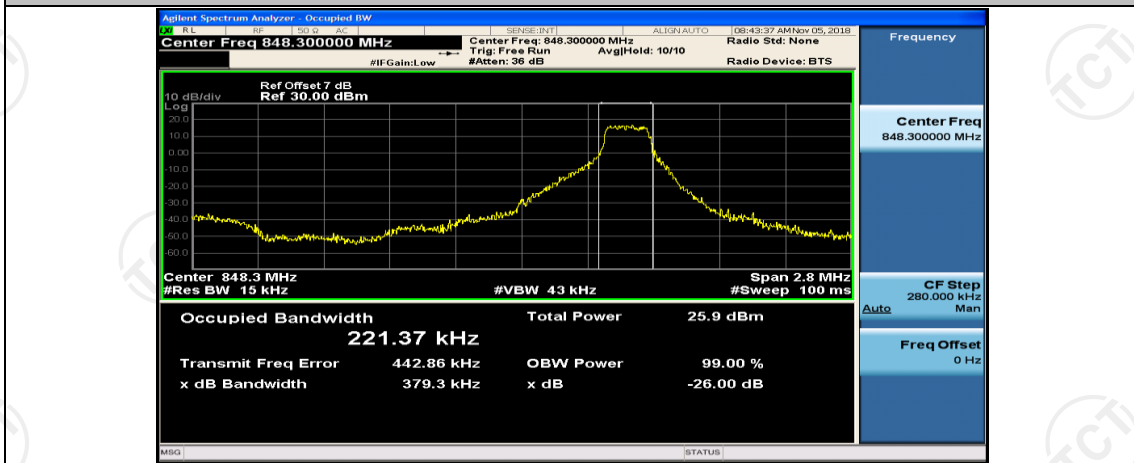 Agilent Spectrum Analyzer - Occupied BW
LXI RL RF 50 Ω AC SENSE:INT ALIGNAUTO 08:43:37 AM Nov 05, 2018
Center Freq 848.300000 MHz Center Freq: 848.300000 MHz Radio Std: None
Trig: Free Run Avg|Hold: 10/10
#IFGain:Low #Atten: 36 dB Radio Device: BTS
Frequency
Ref Offset 7 dB
10 dB/div Ref 30.00 dBm
Log
20.0
10.0
0.00
-10.0
-20.0
-30.0
-40.0
-50.0
-60.0
Center 848.3 MHz Span 2.8 MHz
#Res BW 15 kHz #VBW 43 kHz #Sweep 100 ms
Occupied Bandwidth Total Power 25.9 dBm
221.37 kHz
Transmit Freq Error 442.86 kHz OBW Power 99.00 %
x dB Bandwidth 379.3 kHz x dB -26.00 dB
Center Freq
848.300000 MHz
CF Step
280.000 kHz
Auto Man
Freq Offset
0 Hz
MSG STATUS
TCT
TCT
TCT